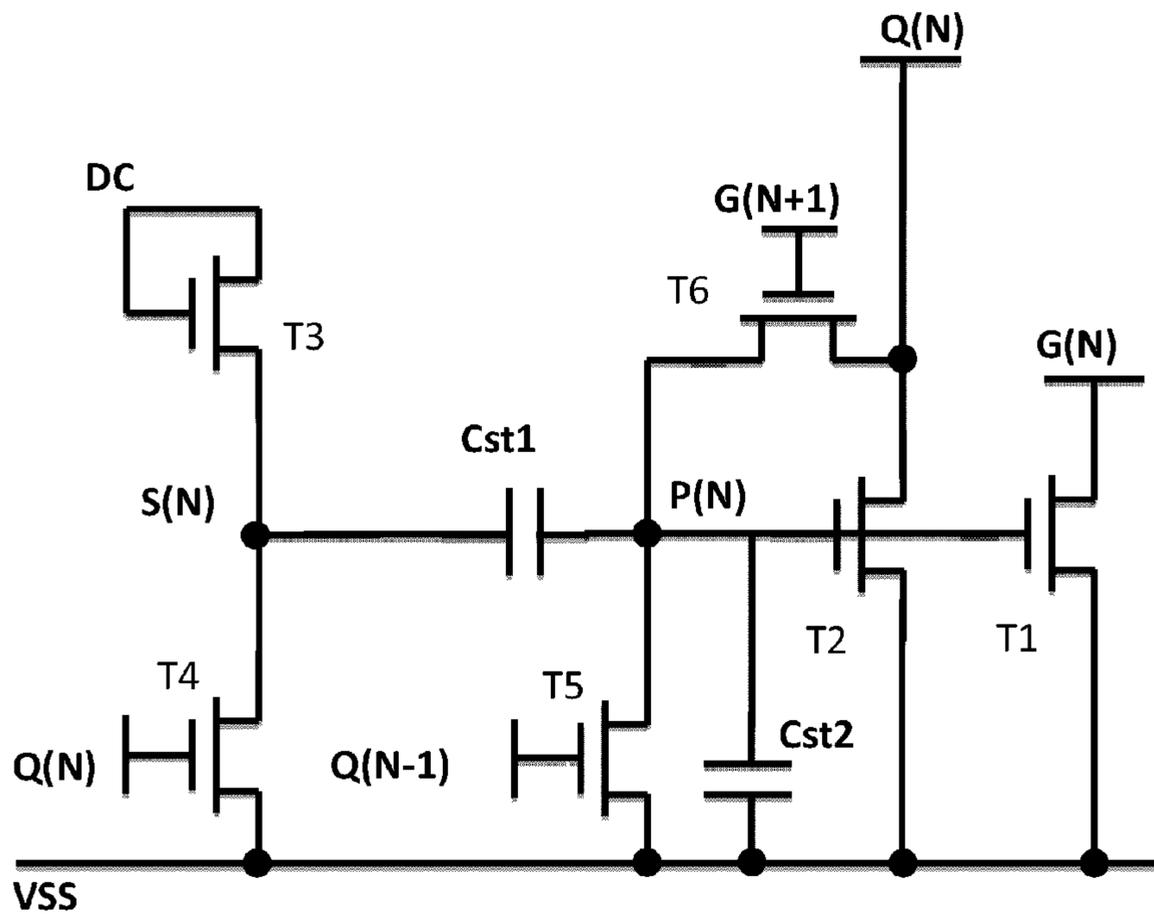 Q(N)
DC
G(N+1)
T6
T3
G(N)
Cst1
S(N)
P(N)
T2
T1
T4
T5
Cst2
Q(N)
Q(N-1)
VSS